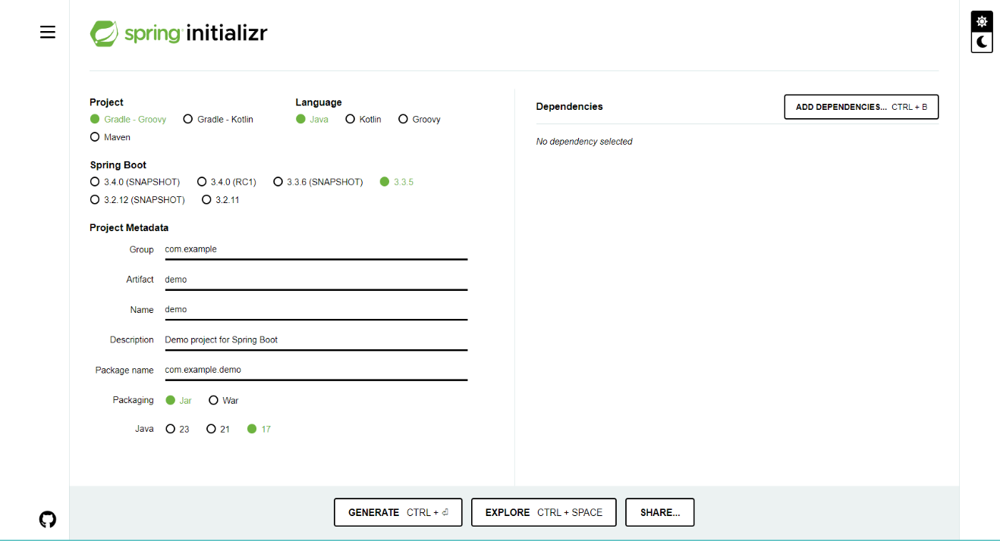 spring initializr
Project
Gradle - Groovy Gradle - Kotlin
Maven
Language
Java Kotlin Groovy
Spring Boot
3.4.0 (SNAPSHOT) 3.4.0 (RC1) 3.3.6 (SNAPSHOT) 3.3.5
3.2.12 (SNAPSHOT) 3.2.11
Project Metadata
Group com.example
Artifact demo
Name demo
Description Demo project for Spring Boot
Package name com.example.demo
Packaging Jar War
Java 23 21 17
Dependencies
ADD DEPENDENCIES... CTRL + B
No dependency selected
GENERATE CTRL + ⏎ EXPLORE CTRL + SPACE SHARE...